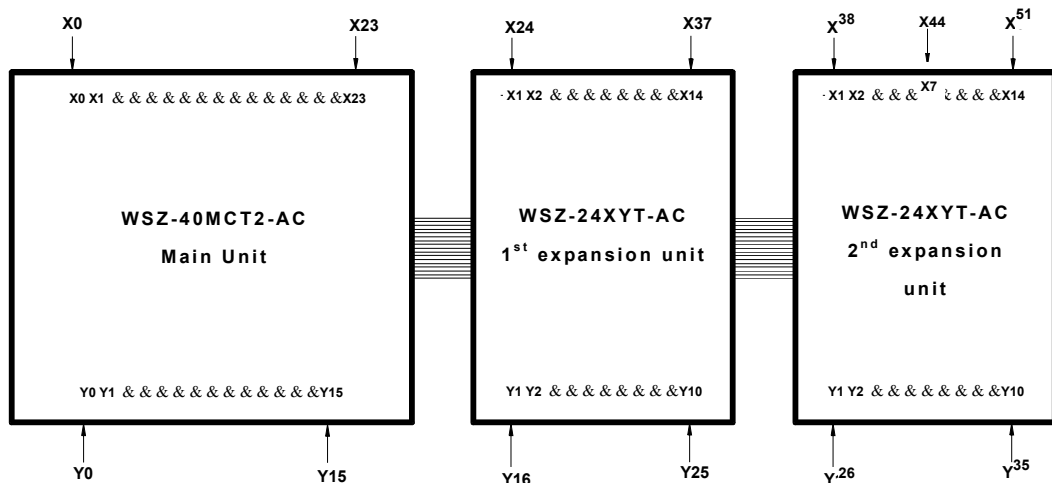 X0 X23 X24 X37 X38 X44 X51
X0 X1 & & & & & & & & & & & & & & X23
X1 X2 & & & & & & & & X14
X1 X2 & & & X7 & & & & X14
WSZ-40MCT2-AC
Main Unit
WSZ-24XYT-AC
1st expansion unit
WSZ-24XYT-AC
2nd expansion
unit
Y0 Y1 & & & & & & & & & & & & Y15
Y1 Y2 & & & & & & & & Y10
Y1 Y2 & & & & & & & & Y10
Y0 Y15 Y16 Y25 Y26 Y35